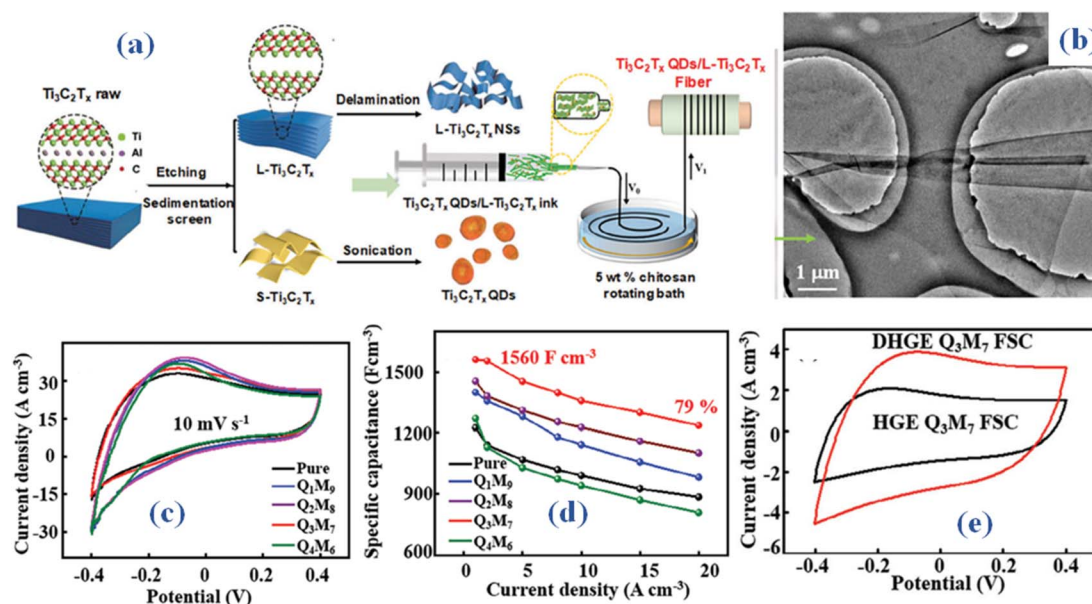 (a)
Ti₃C₂Tₓ raw
Ti
Al
C
Etching
Sedimentation
screen
L-Ti₃C₂Tₓ
S-Ti₃C₂Tₓ
Delamination
L-Ti₃C₂Tₓ NSs
Ti₃C₂Tₓ QDs/L-Ti₃C₂Tₓ ink
Sonication
Ti₃C₂Tₓ QDs
V₀
V₁
Ti₃C₂Tₓ QDs/L-Ti₃C₂Tₓ
Fiber
5 wt % chitosan
rotating bath
(b)
1 μm
Current density (A cm⁻³)
30
15
0
-15
-30
10 mV s⁻¹
Pure
Q₁M₉
Q₂M₈
Q₃M₇
Q₄M₆
(c)
-0.4
-0.2
0
0.2
0.4
Potential (V)
Specific capacitance (Fcm⁻³)
1500
1200
900
600
1560 F cm⁻³
79 %
Pure
Q₁M₉
Q₂M₈
Q₃M₇
Q₄M₆
(d)
0
5
10
15
20
Current density (A cm⁻³)
Current density (A cm⁻³)
6
4
2
0
-2
-4
-6
DHGE Q₃M₇ FSC
HGE Q₃M₇ FSC
(e)
-0.4
-0.2
0
0.2
0.4
Potential (V)